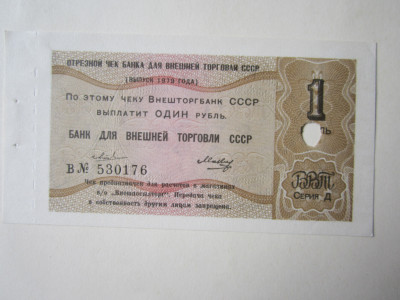 ОТРЕЗНОЙ ЧЕК БАНКА ДЛЯ ВНЕШНЕЙ ТОРГОВЛИ СССР
(ВЫПУСК 1979 ГОДА)
1
По этому чеку Внешторгбанк СССР
выплатит ОДИН рубль.
БАНК ДЛЯ ВНЕШНЕЙ ТОРГОВЛИ СССР
В № 530176
Серия Д
Чек предназначен для расчетов в магазинах
в/о „Внешпосылторг". Передача чека
в собственность другим лицам запрещена.